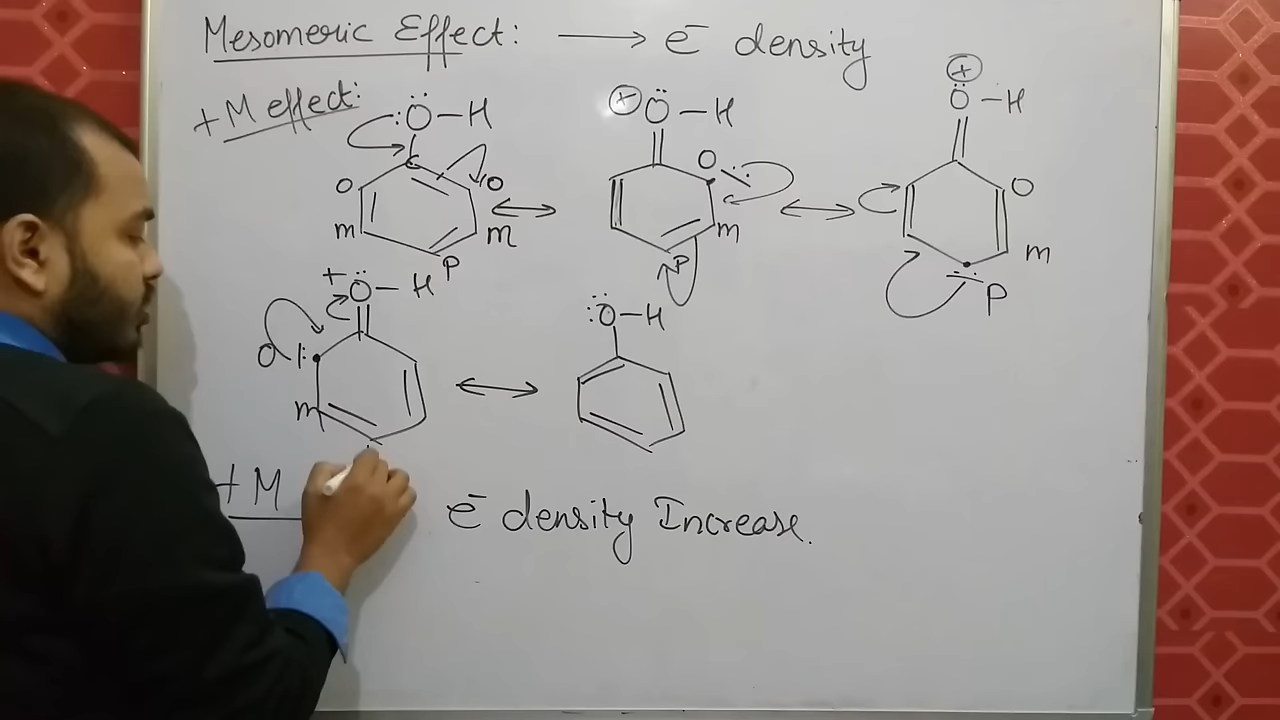 Mesomeric Effect: ⟶ e⁻ density
+M effect:
:Ö–H
C
O
O
m
m
P
⊕ Ö–H
O
m
P
⊕
Ö–H
O
m
P
+
Ö–H
O
m
:Ö–H
+M
e⁻ density Increase.